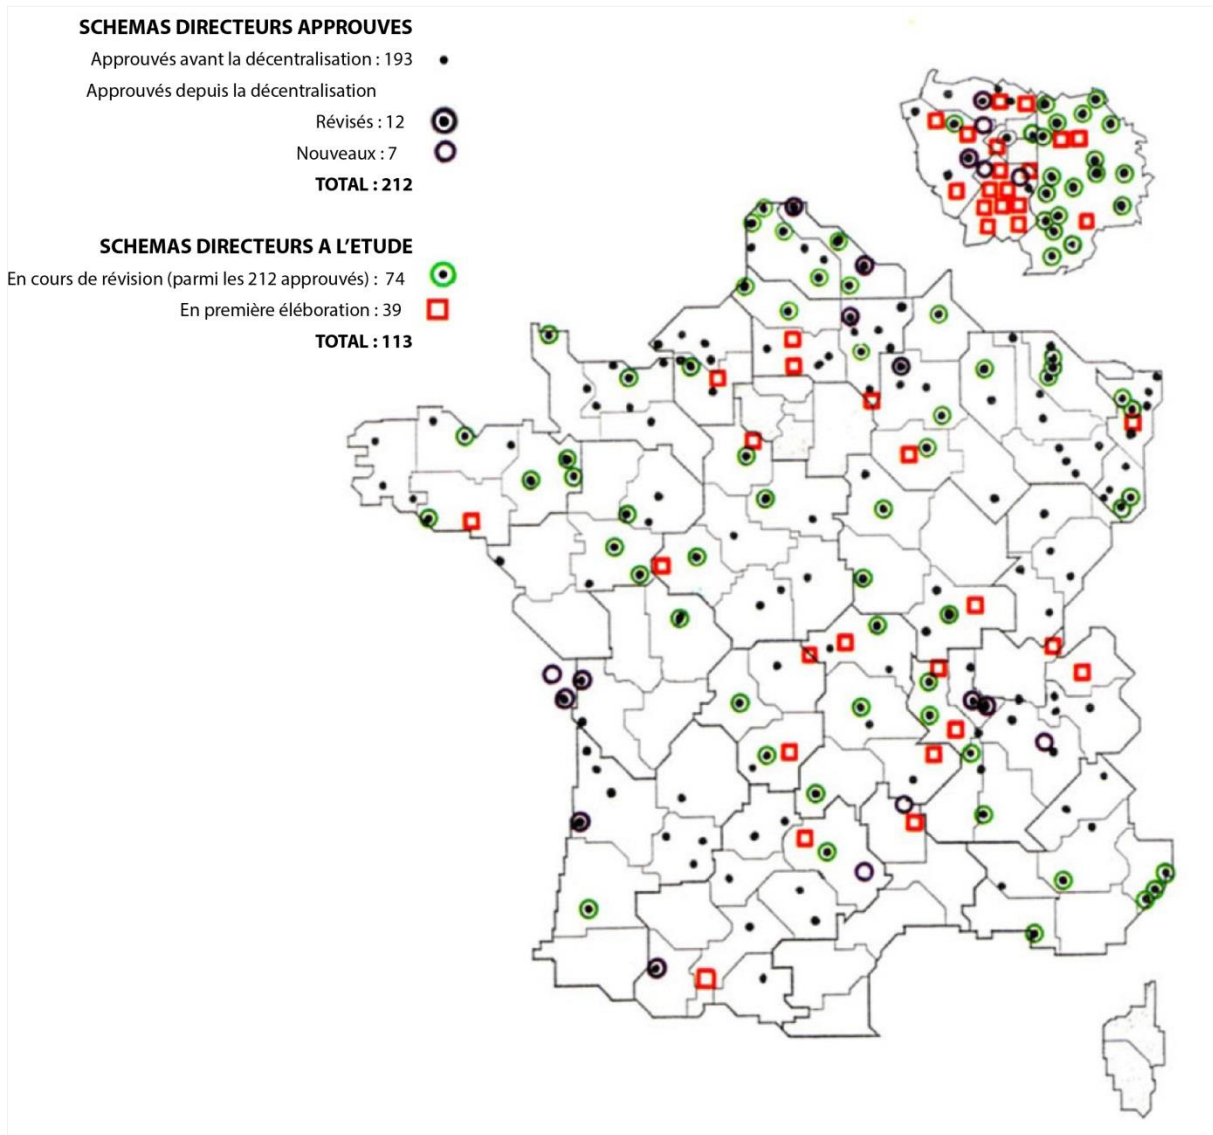 SCHEMAS DIRECTEURS APPROUVES
Approuvés avant la décentralisation : 193
Approuvés depuis la décentralisation
Révisés : 12
Nouveaux : 7
TOTAL : 212
SCHEMAS DIRECTEURS A L'ETUDE
En cours de révision (parmi les 212 approuvés) : 74
En première éléboration : 39
TOTAL : 113